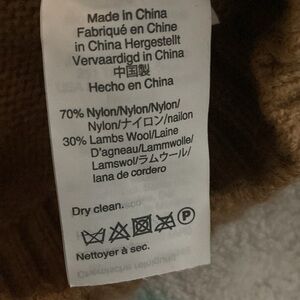 Made in China
Fabriqué en Chine
in China Hergestellt
Vervaardigd in China
中国製
Hecho en China
70% Nylon/Nylon/Nylon/
Nylon/ナイロン/nailon
30% Lambs Wool/Laine
D'agneau/Lammwolle/
Lamswol/ラムウール/
lana de cordero
Dry clean.
P
Nettoyer à sec.